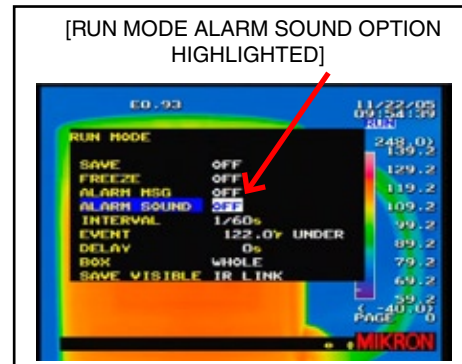 [RUN MODE ALARM SOUND OPTION
HIGHLIGHTED]
E0.93
11/22/05
09:54:39
RUN
RUN MODE
SAVE OFF
FREEZE OFF
ALARM MSG OFF
ALARM SOUND OFF
INTERVAL 1/60s
EVENT 122.0F UNDER
DELAY 0s
BOX WHOLE
SAVE VISIBLE IR LINK
248.0>
139.2
129.2
119.2
109.2
99.2
89.2
79.2
69.2
59.2
< -40.0>
PAGE 0
MIKRON